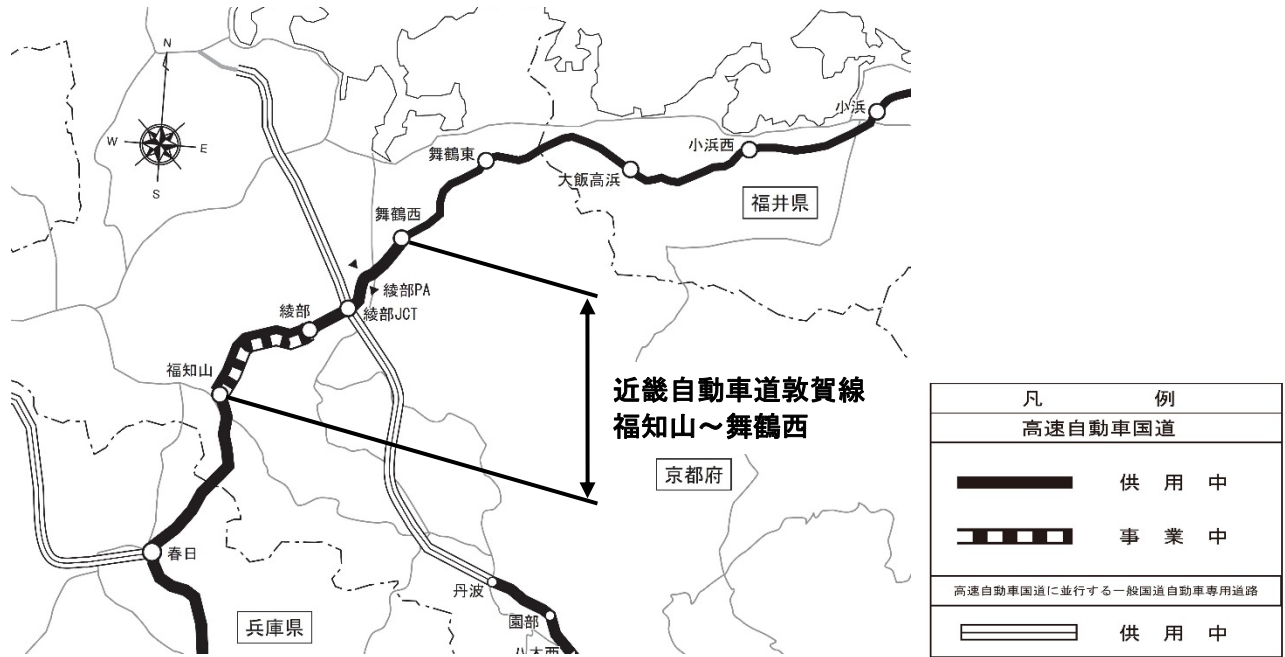 N
W
E
S
小浜
小浜西
舞鶴東
大飯高浜
福井県
舞鶴西
綾部PA
綾部
綾部JCT
福知山
近畿自動車道敦賀線
福知山～舞鶴西
京都府
春日
丹波
園部
兵庫県
八木西
凡 例
高速自動車国道
供 用 中
事 業 中
高速自動車国道に並行する一般国道自動車専用道路
供 用 中